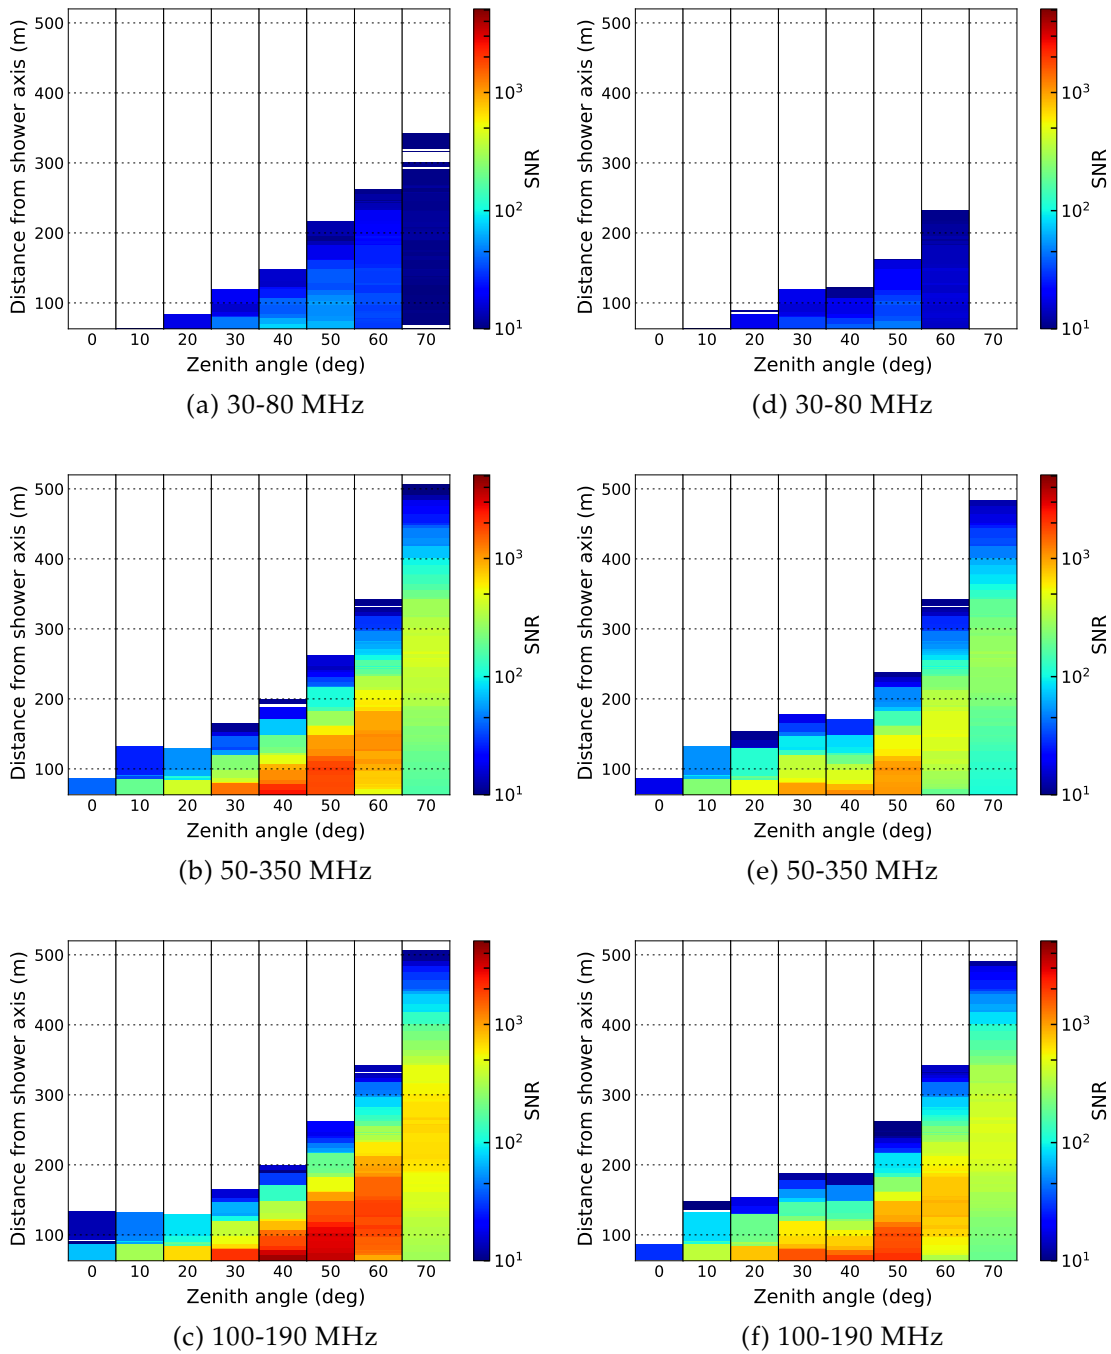 500
400
300
200
100
Distance from shower axis (m)
0 10 20 30 40 50 60 70
Zenith angle (deg)
10³
10²
10¹
SNR
(a) 30-80 MHz
500
400
300
200
100
Distance from shower axis (m)
0 10 20 30 40 50 60 70
Zenith angle (deg)
10³
10²
10¹
SNR
(d) 30-80 MHz
500
400
300
200
100
Distance from shower axis (m)
0 10 20 30 40 50 60 70
Zenith angle (deg)
10³
10²
10¹
SNR
(b) 50-350 MHz
500
400
300
200
100
Distance from shower axis (m)
0 10 20 30 40 50 60 70
Zenith angle (deg)
10³
10²
10¹
SNR
(e) 50-350 MHz
500
400
300
200
100
Distance from shower axis (m)
0 10 20 30 40 50 60 70
Zenith angle (deg)
10³
10²
10¹
SNR
(c) 100-190 MHz
500
400
300
200
100
Distance from shower axis (m)
0 10 20 30 40 50 60 70
Zenith angle (deg)
10³
10²
10¹
SNR
(f) 100-190 MHz